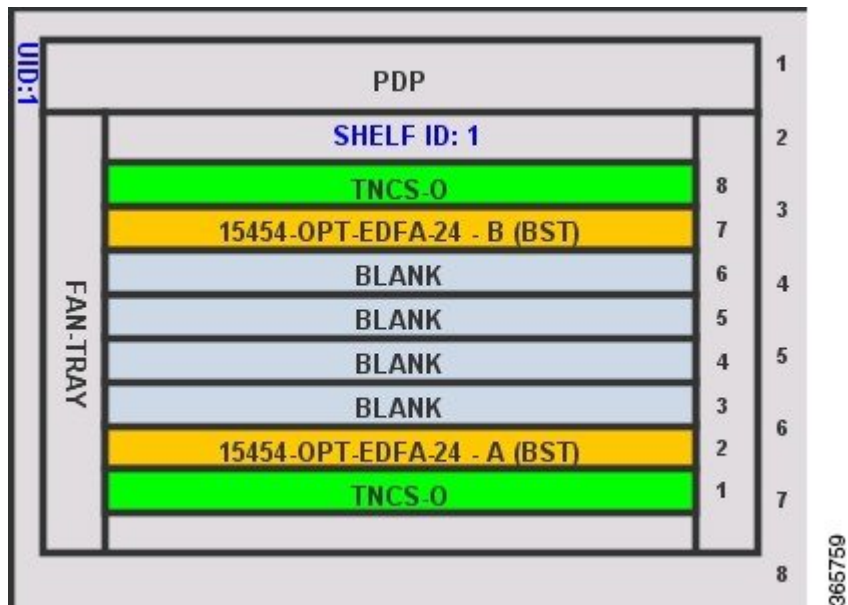 UID:1
PDP
1
SHELF ID: 1
2
TNCS-O
8
3
15454-OPT-EDFA-24 - B (BST)
7
BLANK
6
4
FAN-TRAY
BLANK
5
BLANK
4
5
BLANK
3
6
15454-OPT-EDFA-24 - A (BST)
2
TNCS-O
1
7
8
365759